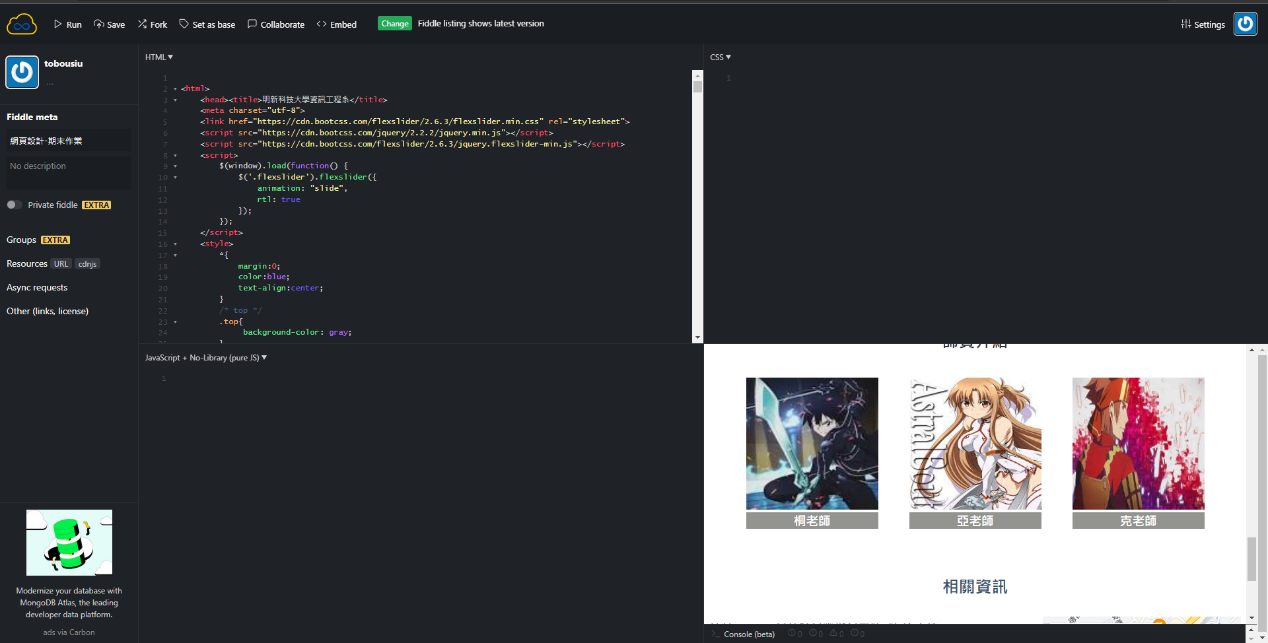 Run Save Fork Set as base Collaborate Embed Change Fiddle listing shows latest version Settings
tobousiu
...
Fiddle meta
網頁設計-期末作業
No description
Private fiddle EXTRA
Groups EXTRA
Resources URL cdnjs
Async requests
Other (links, license)
Modernize your database with
MongoDB Atlas, the leading
developer data platform.
ads via Carbon
HTML
1
2 <html>
3 <head><title>明新科技大學資訊工程系</title>
4 <meta charset="utf-8">
5 <link href="https://cdn.bootcss.com/flexslider/2.6.3/flexslider.min.css" rel="stylesheet">
6 <script src="https://cdn.bootcss.com/jquery/2.2.2/jquery.min.js"></script>
7 <script src="https://cdn.bootcss.com/flexslider/2.6.3/jquery.flexslider-min.js"></script>
8 <script>
9 $(window).load(function() {
10 $('.flexslider').flexslider({
11 animation: "slide",
12 rtl: true
13 });
14 });
15 </script>
16 <style>
17 *{
18 margin:0;
19 color:blue;
20 text-align:center;
21 }
22 /* top */
23 .top{
24 background-color: gray;
CSS
1
JavaScript + No-Library (pure JS)
1
師資介紹
Astral Beat
桐老師 亞老師 克老師
相關資訊
>_ Console (beta) 0 0 0 0